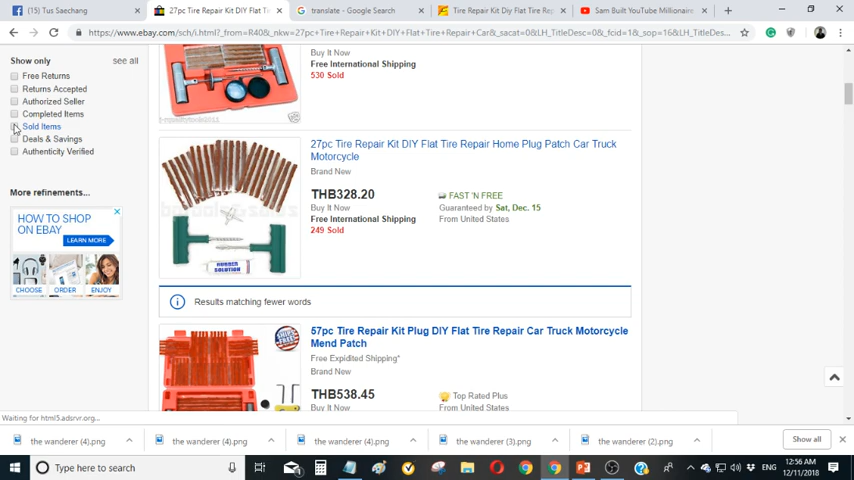 (15) Tus Saechang
27pc Tire Repair Kit DIY Flat Ti
translate - Google Search
Tire Repair Kit Diy Flat Tire Rep
Sam Built YouTube Millionaire
https://www.ebay.com/sch/i.html?_from=R40&_nkw=27pc+Tire+Repair+Kit+DIY+Flat+Tire+Repair+Car&_sacat=0&LH_TitleDesc=0&_fcid=1&_sop=16&LH_TitleDesc...
Show only
see all
Free Returns
Returns Accepted
Authorized Seller
Completed Items
Sold Items
Deals & Savings
Authenticity Verified
More refinements...
HOW TO SHOP
ON EBAY
LEARN MORE
CHOOSE
ORDER
ENJOY
Buy It Now
Free International Shipping
530 Sold
27pc Tire Repair Kit DIY Flat Tire Repair Home Plug Patch Car Truck
Motorcycle
Brand New
THB328.20
Buy It Now
Free International Shipping
249 Sold
FAST 'N FREE
Guaranteed by Sat, Dec. 15
From United States
RUBBER
SOLUTION
Results matching fewer words
57pc Tire Repair Kit Plug DIY Flat Tire Repair Car Truck Motorcycle
Mend Patch
Free Expidited Shipping*
Brand New
THB538.45
Buy It Now
Top Rated Plus
From United States
Waiting for html5.adsrvr.org...
the wanderer (4).png
the wanderer (4).png
the wanderer (4).png
the wanderer (3).png
the wanderer (2).png
Show all
Type here to search
ENG
12:56 AM
12/11/2018